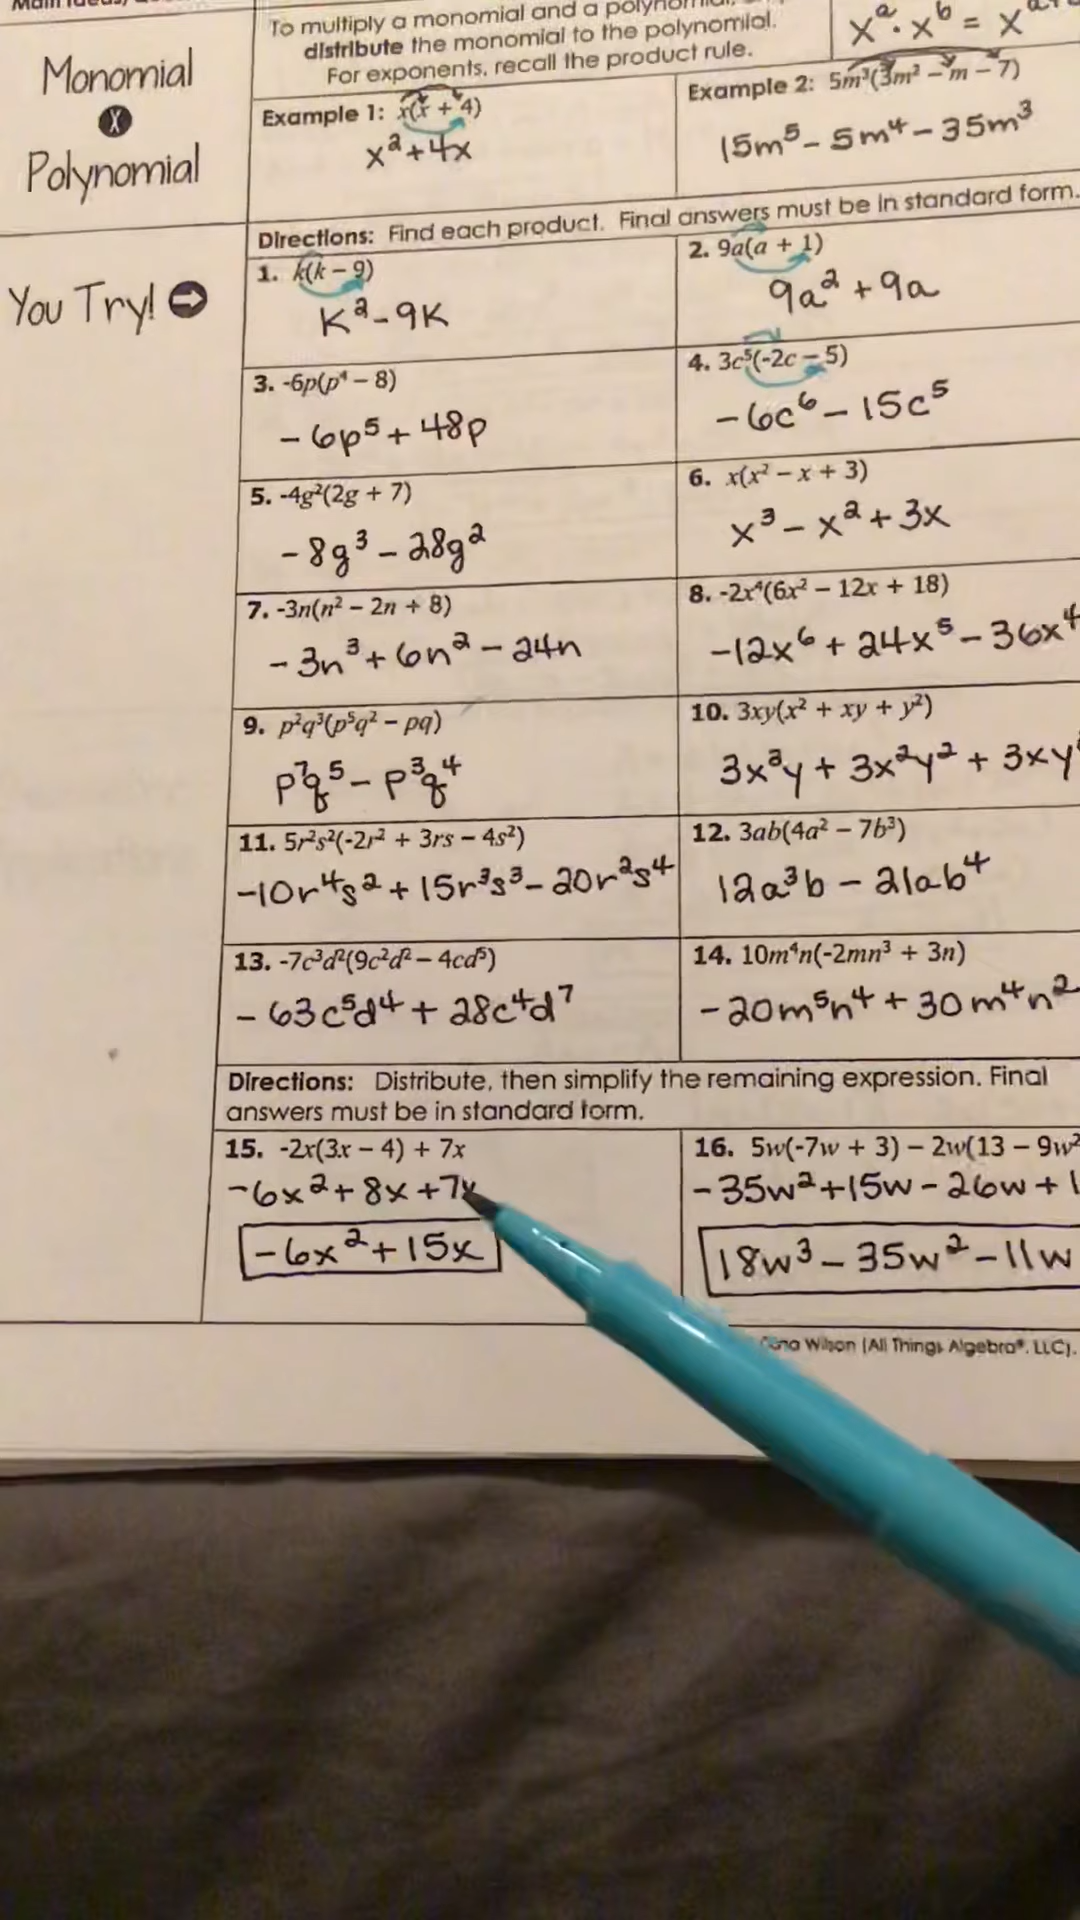 To multiply a monomial and a polynomial,
distribute the monomial to the polynomial.
For exponents, recall the product rule.
xᵃ · xᵇ = x
Monomial
X
Polynomial
Example 1: x(x + 4)
x² + 4x
Example 2: 5m³(3m² − m − 7)
15m⁵ − 5m⁴ − 35m³
Directions: Find each product. Final answers must be in standard form.
You Try!
1. k(k − 9)
k² − 9k
2. 9a(a + 1)
9a² + 9a
3. -6p(p⁴ − 8)
-6p⁵ + 48p
4. 3c⁵(-2c − 5)
-6c⁶ − 15c⁵
5. -4g²(2g + 7)
-8g³ − 28g²
6. x(x² − x + 3)
x³ − x² + 3x
7. -3n(n² − 2n + 8)
-3n³ + 6n² − 24n
8. -2x⁴(6x² − 12x + 18)
-12x⁶ + 24x⁵ − 36x⁴
9. p²q³(p⁵q² − pq)
p⁷q⁵ − p³q⁴
10. 3xy(x² + xy + y²)
3x³y + 3x²y² + 3xy
11. 5r²s²(-2r² + 3rs − 4s²)
-10r⁴s² + 15r³s³ − 20r²s⁴
12. 3ab(4a² − 7b³)
12a³b − 21ab⁴
13. -7c³d²(9c²d² − 4cd⁵)
-63c⁵d⁴ + 28c⁴d⁷
14. 10m⁴n(-2mn³ + 3n)
-20m⁵n⁴ + 30m⁴n²
Directions: Distribute, then simplify the remaining expression. Final
answers must be in standard form.
15. -2x(3x − 4) + 7x
-6x² + 8x + 7x
-6x² + 15x
16. 5w(-7w + 3) − 2w(13 − 9w²
-35w² + 15w − 26w + 1
18w³ − 35w² − 11w
Wilson (All Things Algebra®, LLC),